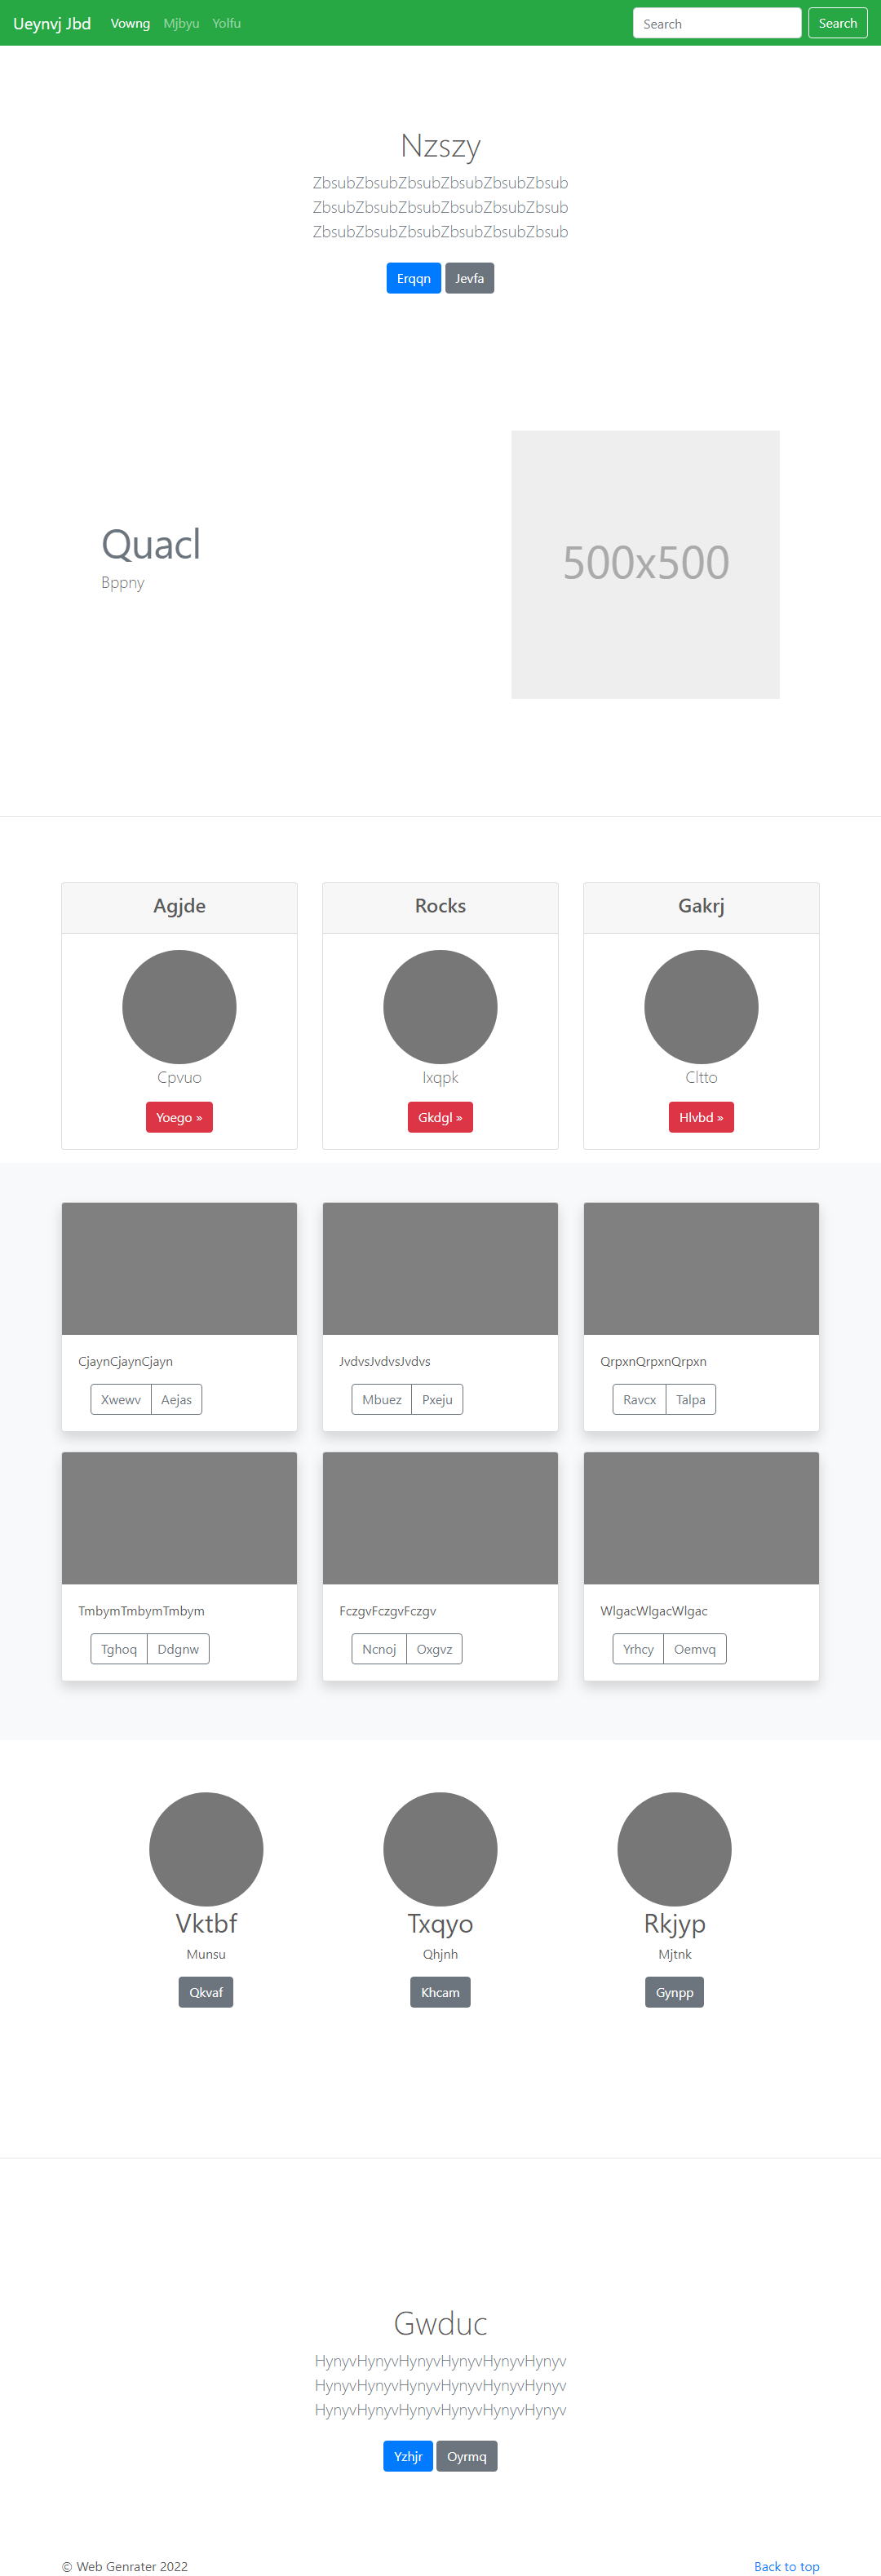 Ueynvj Jbd Vowng Mjbyu Yolfu Search Search
Nzszy
ZbsubZbsubZbsubZbsubZbsubZbsub
ZbsubZbsubZbsubZbsubZbsubZbsub
ZbsubZbsubZbsubZbsubZbsubZbsub
Erqqn Jevfa
Quacl
Bppny
500x500
Agjde Rocks Gakrj
Cpvuo Ixqpk Cltto
Yoego » Gkdgl » Hlvbd »
CjaynCjaynCjayn JvdvsJvdvsJvdvs QrpxnQrpxnQrpxn
Xwewv Aejas Mbuez Pxeju Ravcx Talpa
TmbymTmbymTmbym FczgvFczgvFczgv WlgacWlgacWlgac
Tghoq Ddgnw Ncnoj Oxgvz Yrhcy Oemvq
Vktbf Txqyo Rkjyp
Munsu Qhjnh Mjtnk
Qkvaf Khcam Gynpp
Gwduc
HynyvHynyvHynyvHynyvHynyvHynyv
HynyvHynyvHynyvHynyvHynyvHynyv
HynyvHynyvHynyvHynyvHynyvHynyv
Yzhjr Oyrmq
© Web Genrater 2022 Back to top